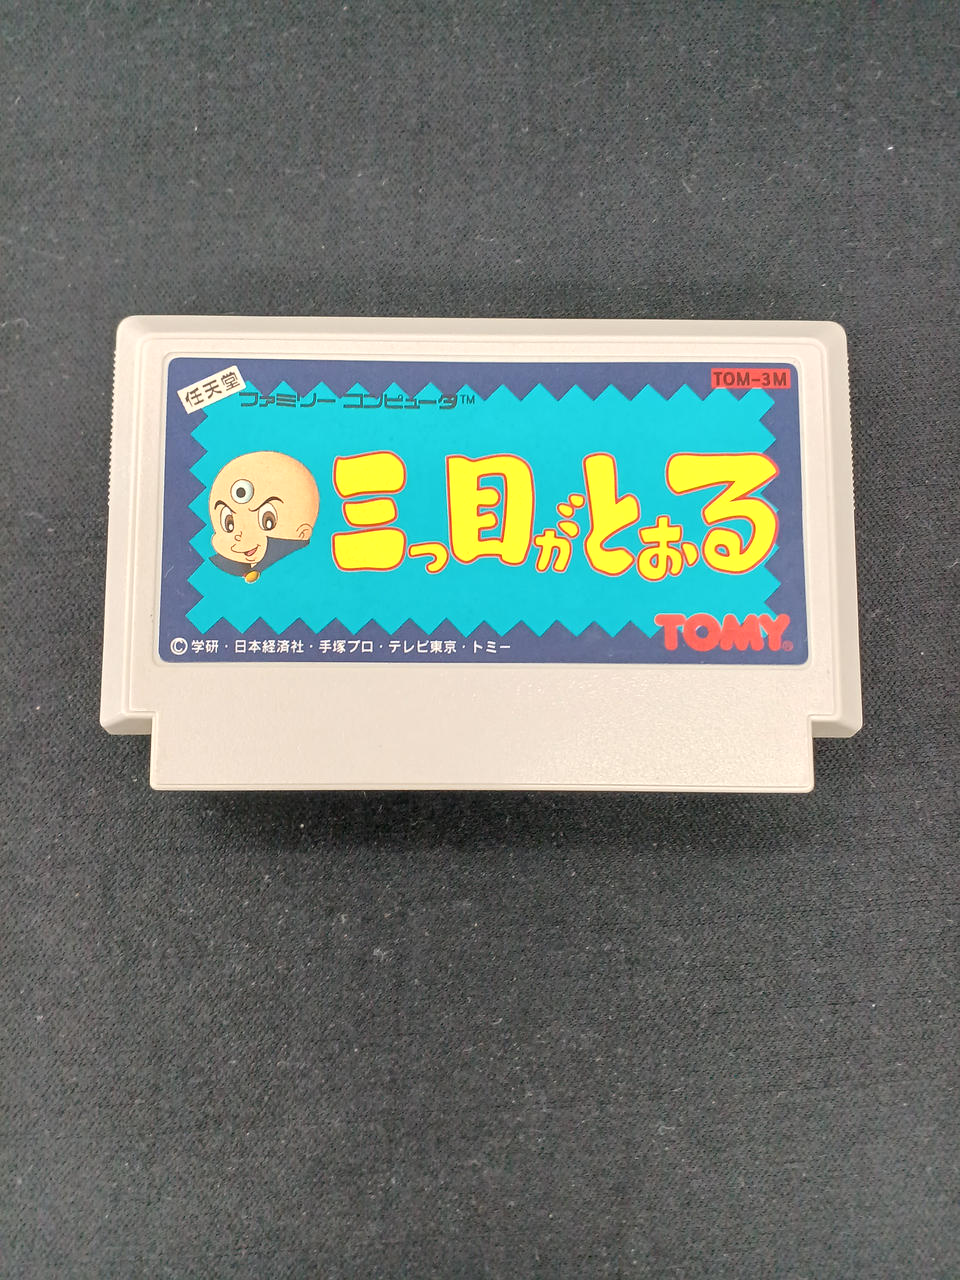 任天堂
ファミリー コンピュータ™
TOM-3M
三つ目がとおる
TOMY®
©学研・日本経済社・手塚プロ・テレビ東京・トミー